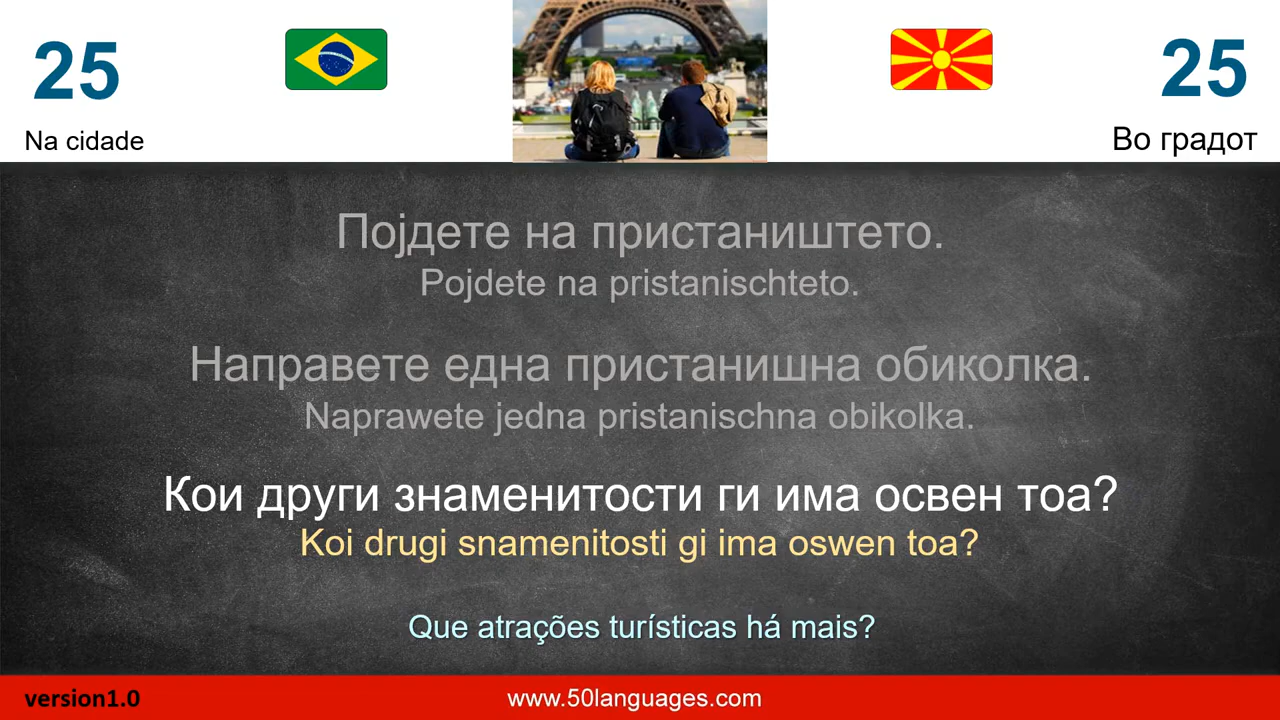 25
25
Na cidade
Во градот
Појдете на пристаништето.
Pojdete na pristanischteto.
Направете една пристанишна обиколка.
Naprawete jedna pristanischna obikolka.
Кои други знаменитости ги има освен тоа?
Koi drugi snamenitosti gi ima oswen toa?
Que atrações turísticas há mais?
version1.0
www.50languages.com